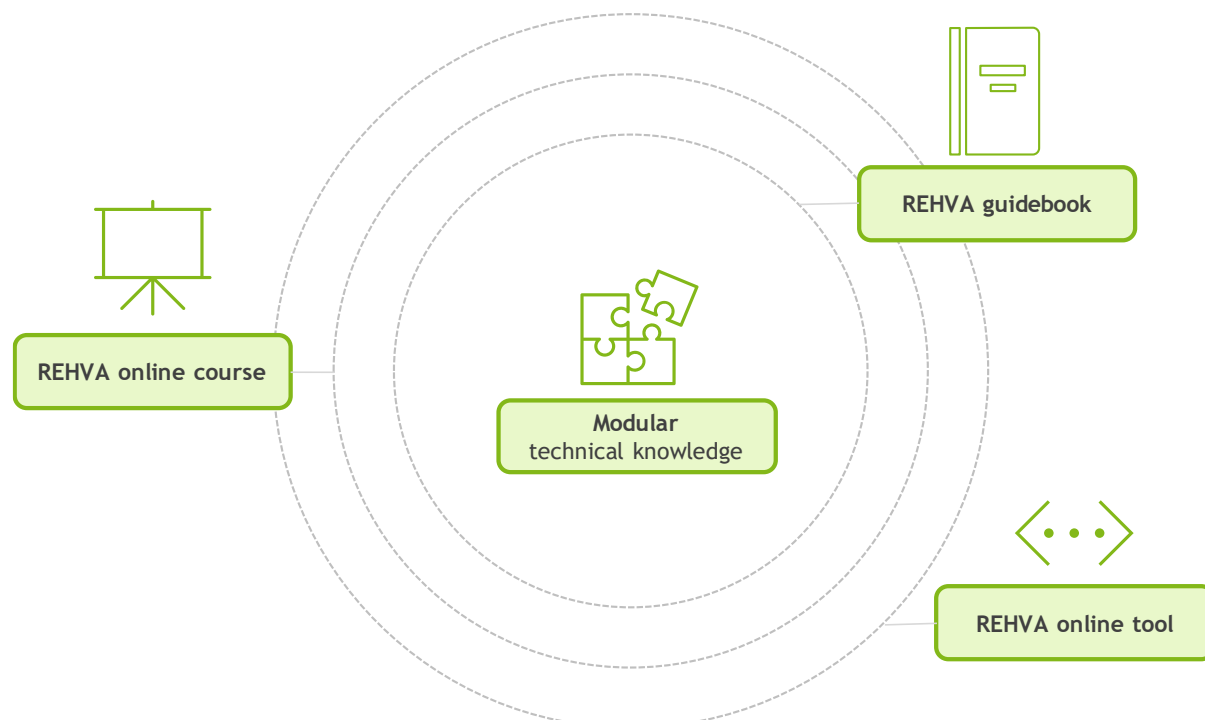 REHVA guidebook
REHVA online course
Modular
technical knowledge
REHVA online tool